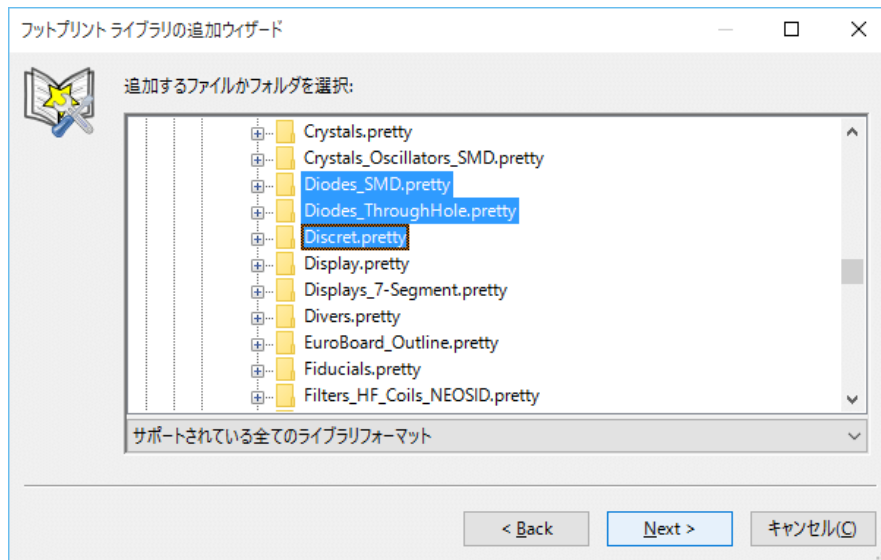 フットプリント ライブラリの追加ウィザード
追加するファイルかフォルダを選択:
Crystals.pretty
Crystals_Oscillators_SMD.pretty
Diodes_SMD.pretty
Diodes_ThroughHole.pretty
Discret.pretty
Display.pretty
Displays_7-Segment.pretty
Divers.pretty
EuroBoard_Outline.pretty
Fiducials.pretty
Filters_HF_Coils_NEOSID.pretty
サポートされている全てのライブラリフォーマット
< Back Next > キャンセル(C)